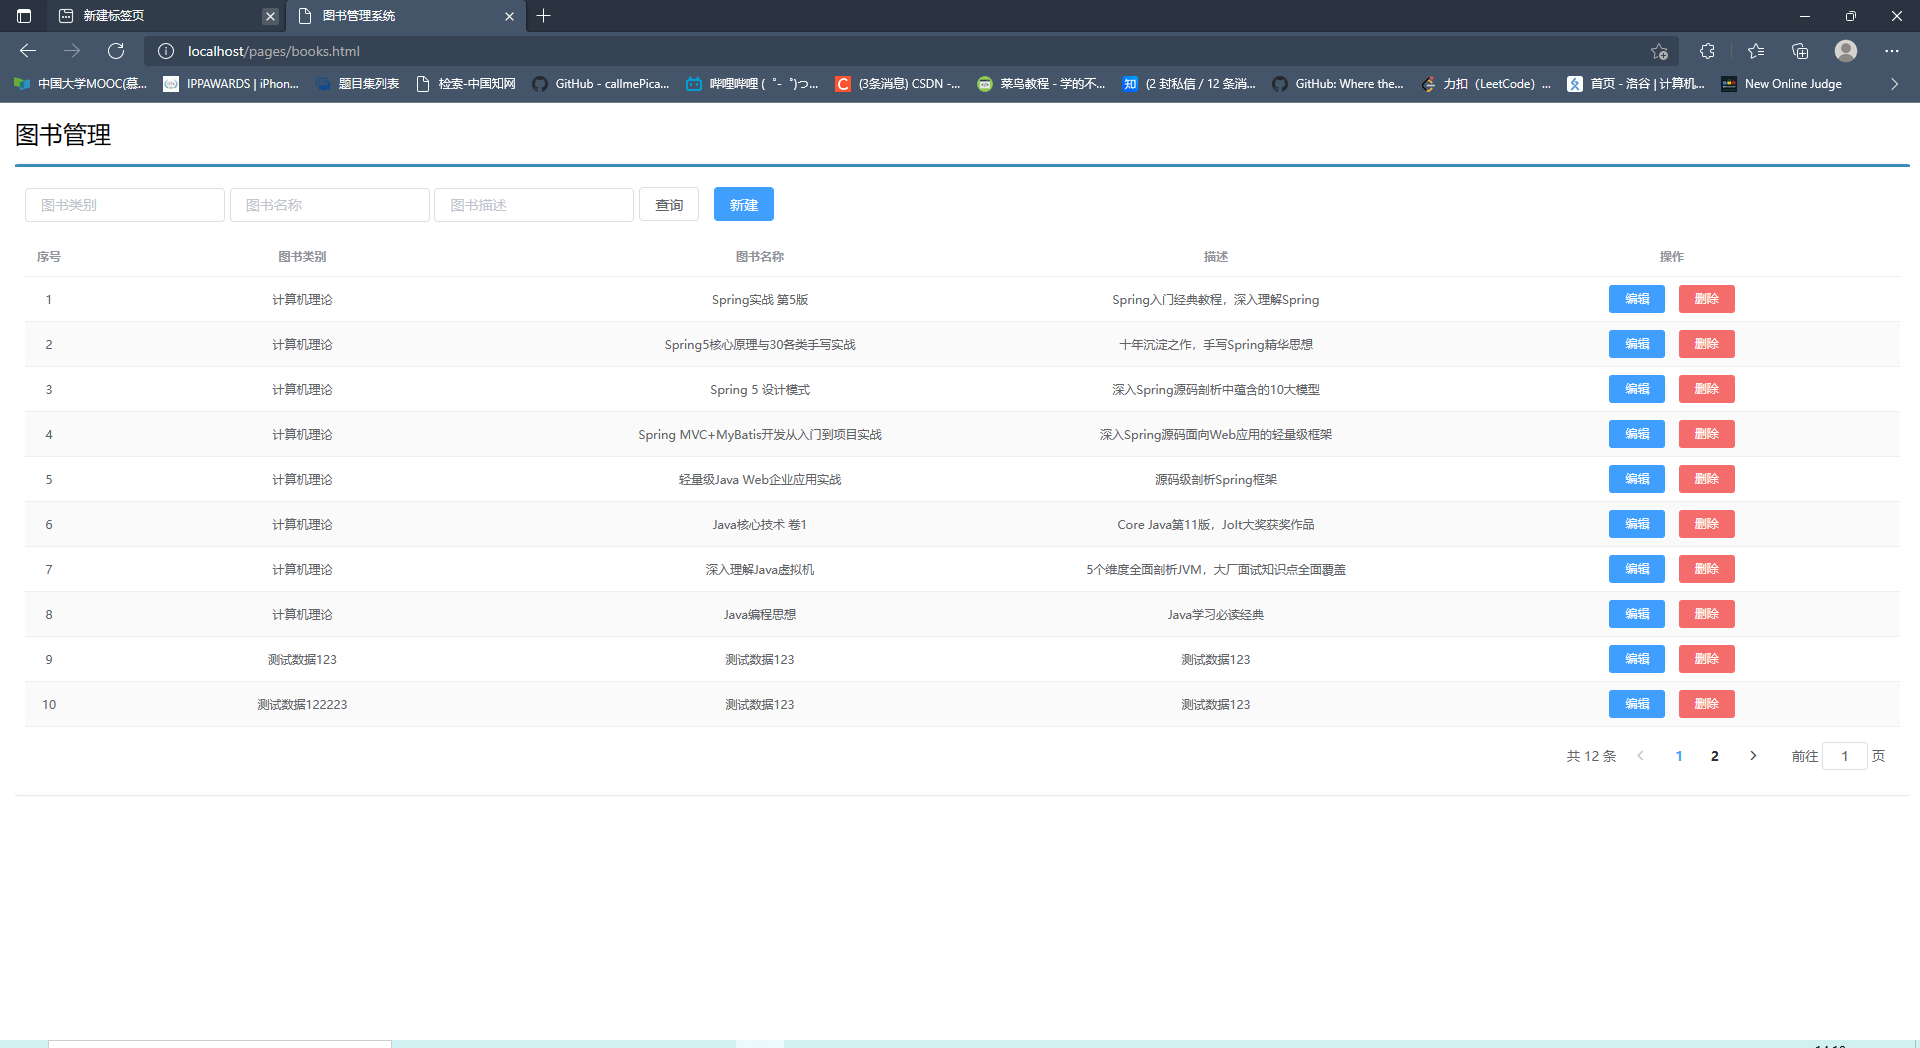 新建标签页 图书管理系统
localhost/pages/books.html
中国大学MOOC(慕... IPPAWARDS | iPhon... 题目集列表 检索-中国知网 GitHub - callmePica... 哔哩哔哩 ( ゜- ゜)つ... (3条消息) CSDN -... 菜鸟教程 - 学的不... (2 封私信 / 12 条消... GitHub: Where the... 力扣（LeetCode）... 首页 - 洛谷 | 计算机... New Online Judge
图书管理
图书类别 图书名称 图书描述 查询 新建
序号 图书类别 图书名称 描述 操作
1 计算机理论 Spring实战 第5版 Spring入门经典教程，深入理解Spring 编辑 删除
2 计算机理论 Spring5核心原理与30各类手写实战 十年沉淀之作，手写Spring精华思想 编辑 删除
3 计算机理论 Spring 5 设计模式 深入Spring源码剖析中蕴含的10大模型 编辑 删除
4 计算机理论 Spring MVC+MyBatis开发从入门到项目实战 深入Spring源码面向Web应用的轻量级框架 编辑 删除
5 计算机理论 轻量级Java Web企业应用实战 源码级剖析Spring框架 编辑 删除
6 计算机理论 Java核心技术 卷1 Core Java第11版，Jolt大奖获奖作品 编辑 删除
7 计算机理论 深入理解Java虚拟机 5个维度全面剖析JVM，大厂面试知识点全面覆盖 编辑 删除
8 计算机理论 Java编程思想 Java学习必读经典 编辑 删除
9 测试数据123 测试数据123 测试数据123 编辑 删除
10 测试数据122223 测试数据123 测试数据123 编辑 删除
共 12 条 1 2 前往 1 页